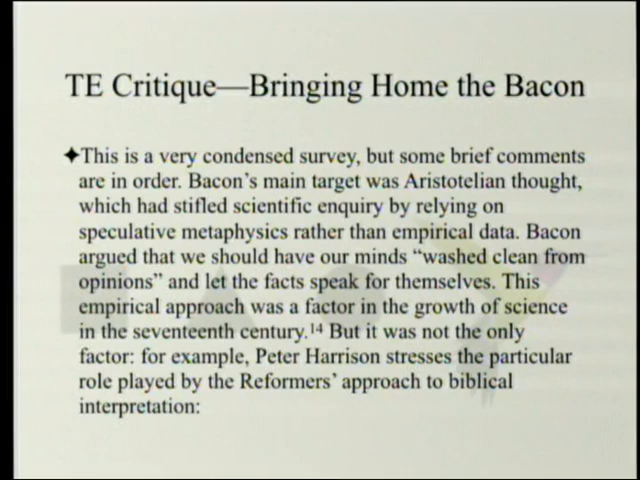 TE Critique—Bringing Home the Bacon
✦This is a very condensed survey, but some brief comments
are in order. Bacon's main target was Aristotelian thought,
which had stifled scientific enquiry by relying on
speculative metaphysics rather than empirical data. Bacon
argued that we should have our minds “washed clean from
opinions” and let the facts speak for themselves. This
empirical approach was a factor in the growth of science
in the seventeenth century.¹⁴ But it was not the only
factor: for example, Peter Harrison stresses the particular
role played by the Reformers’ approach to biblical
interpretation: